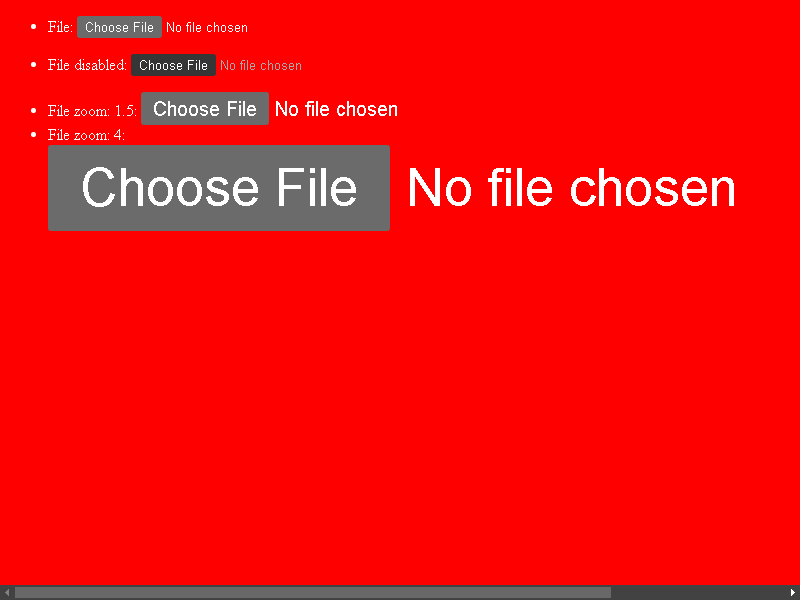 File: Choose File No file chosen
File disabled: Choose File No file chosen
File zoom: 1.5: Choose File No file chosen
File zoom: 4:
Choose File No file chosen